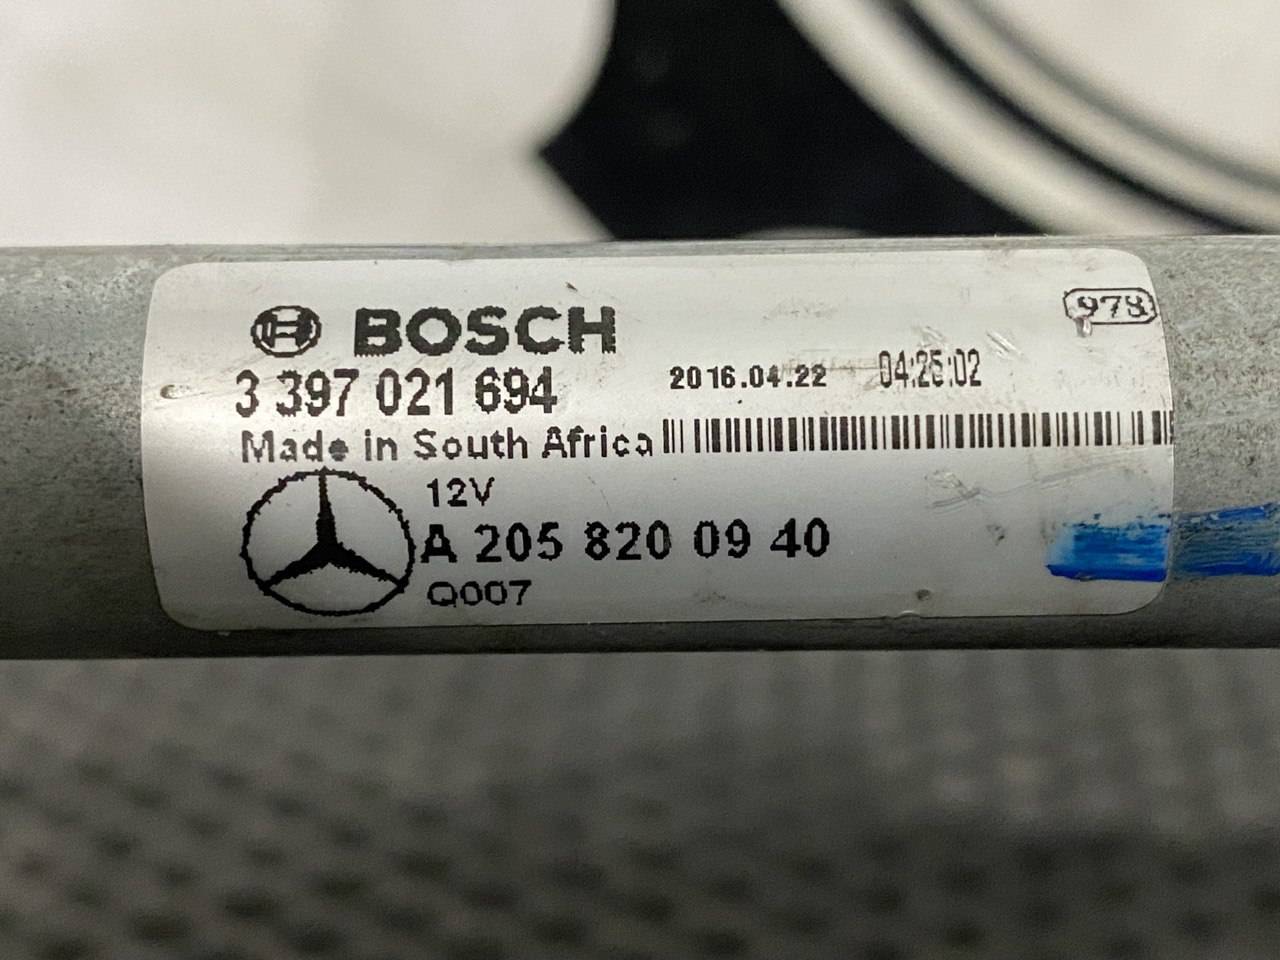 BOSCH
978
3 397 021 694
2016.04.22 04:26:02
Made in South Africa
12V
A 205 820 09 40
Q007